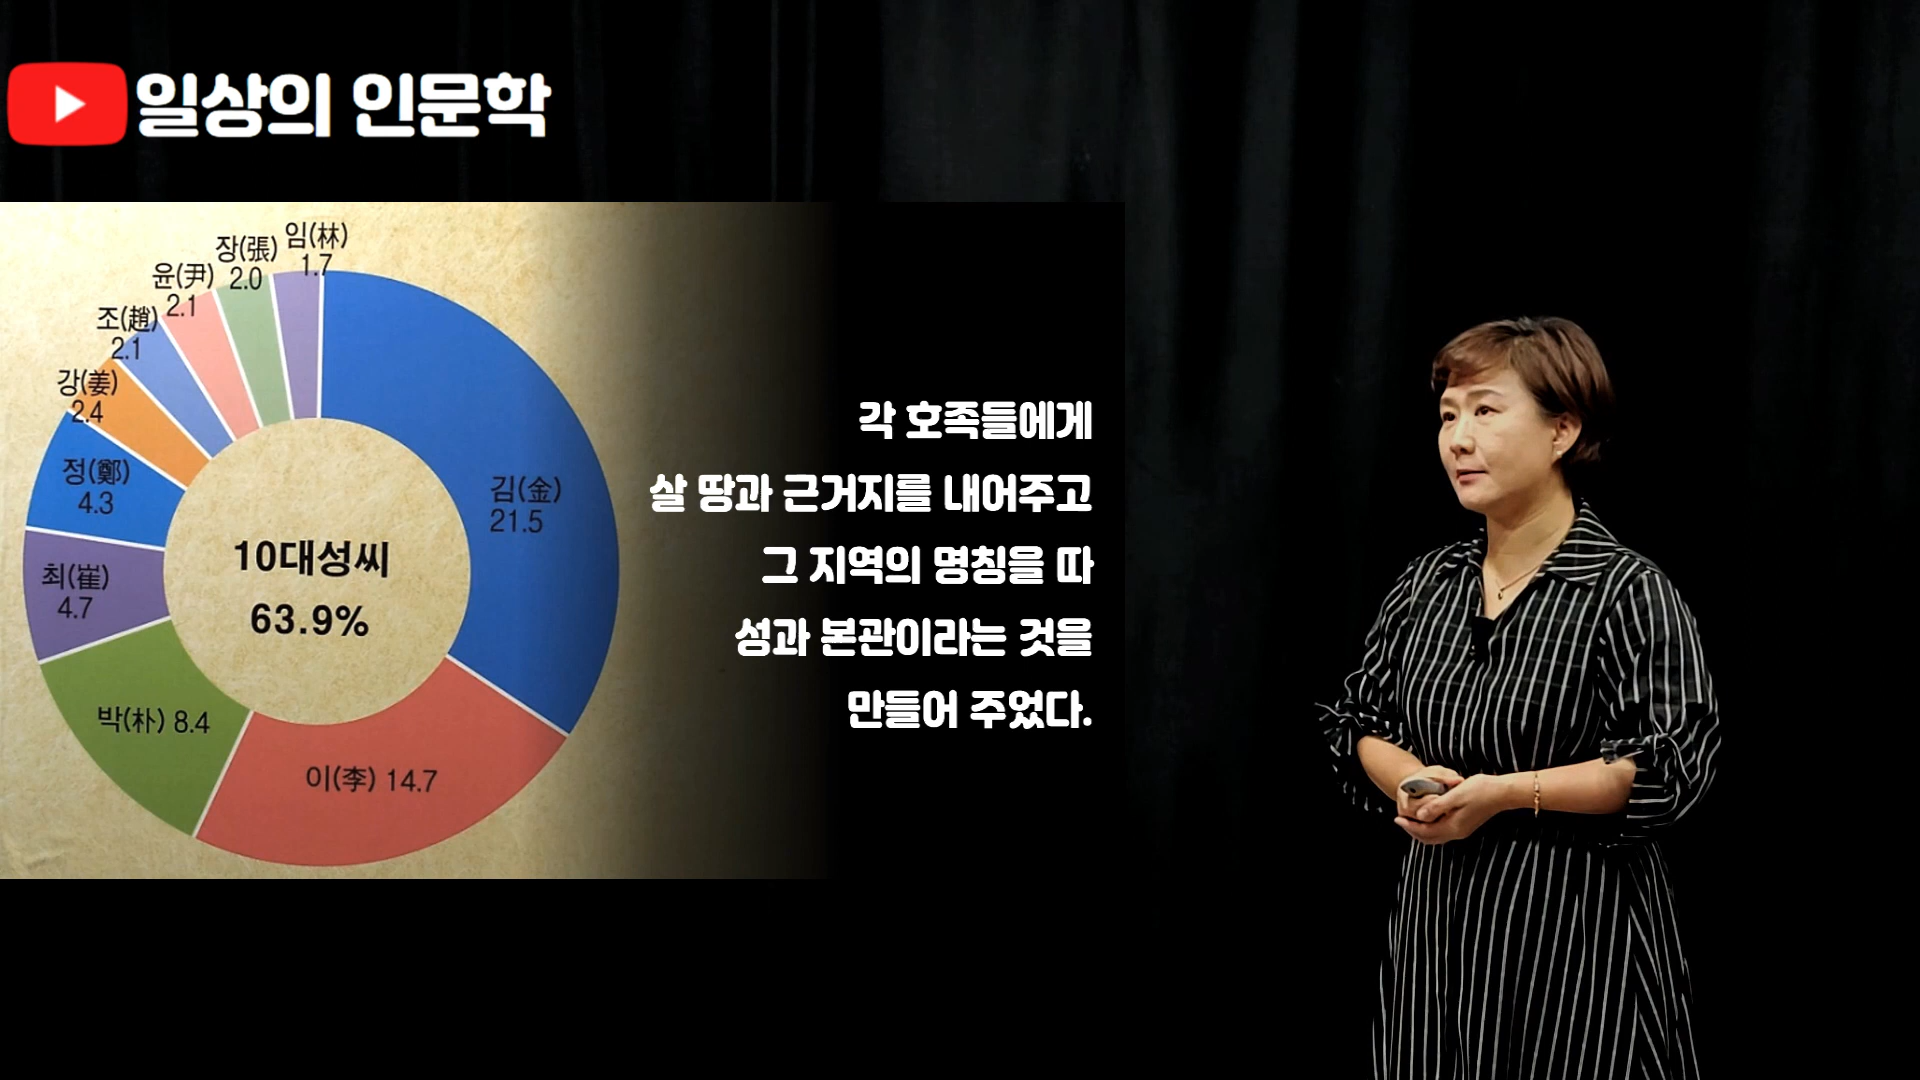 일상의 인문학
임(林)
1.7
장(張)
2.0
윤(尹)
2.1
조(趙)
2.1
강(姜)
2.4
정(鄭)
4.3
최(崔)
4.7
박(朴) 8.4
이(李) 14.7
김(金)
21.5
10대성씨
63.9%
각 호족들에게
살 땅과 근거지를 내어주고
그 지역의 명칭을 따
성과 본관이라는 것을
만들어 주었다.